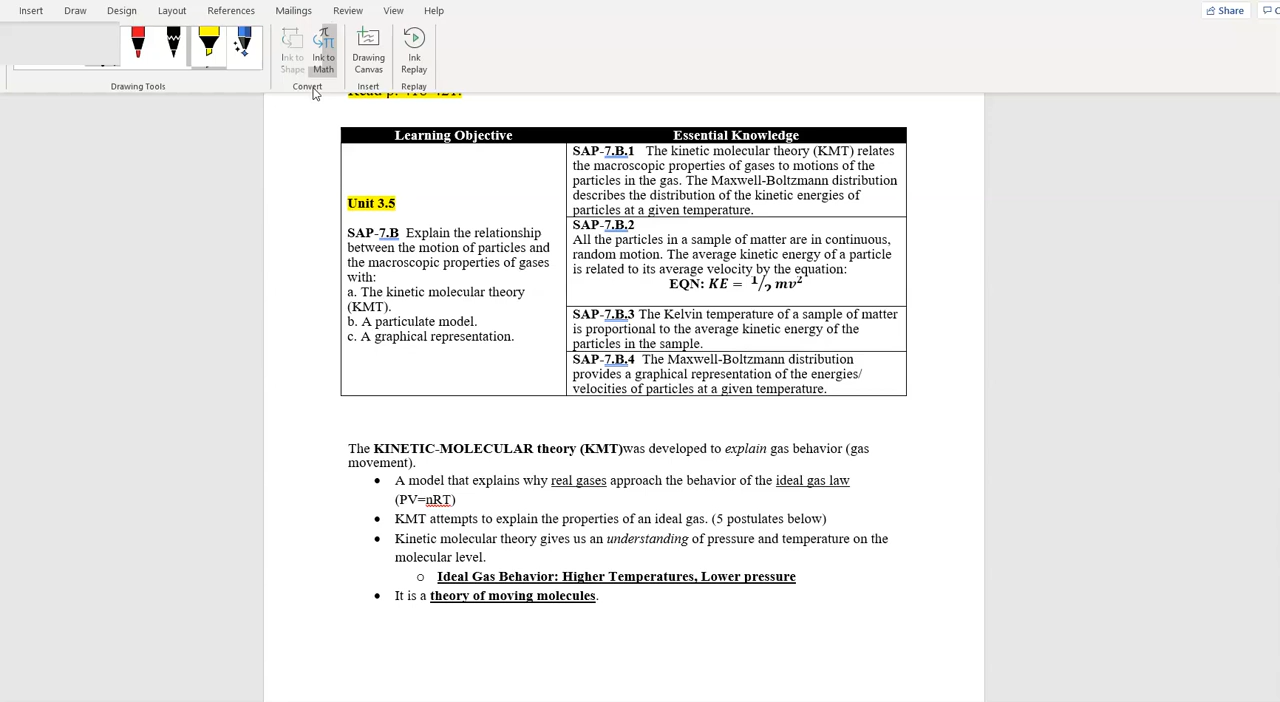 Insert Draw Design Layout References Mailings Review View Help Share
Ink to Shape Ink to Math Drawing Canvas Ink Replay
Drawing Tools Convert Insert Replay
Learning Objective Essential Knowledge
Unit 3.5
SAP-7.B Explain the relationship
between the motion of particles and
the macroscopic properties of gases
with:
a. The kinetic molecular theory
(KMT).
b. A particulate model.
c. A graphical representation.
SAP-7.B.1 The kinetic molecular theory (KMT) relates
the macroscopic properties of gases to motions of the
particles in the gas. The Maxwell-Boltzmann distribution
describes the distribution of the kinetic energies of
particles at a given temperature.
SAP-7.B.2
All the particles in a sample of matter are in continuous,
random motion. The average kinetic energy of a particle
is related to its average velocity by the equation:
EQN: KE = 1/2 mv²
SAP-7.B.3 The Kelvin temperature of a sample of matter
is proportional to the average kinetic energy of the
particles in the sample.
SAP-7.B.4 The Maxwell-Boltzmann distribution
provides a graphical representation of the energies/
velocities of particles at a given temperature.
The KINETIC-MOLECULAR theory (KMT)was developed to explain gas behavior (gas
movement).
• A model that explains why real gases approach the behavior of the ideal gas law
(PV=nRT)
• KMT attempts to explain the properties of an ideal gas. (5 postulates below)
• Kinetic molecular theory gives us an understanding of pressure and temperature on the
molecular level.
o Ideal Gas Behavior: Higher Temperatures, Lower pressure
• It is a theory of moving molecules.